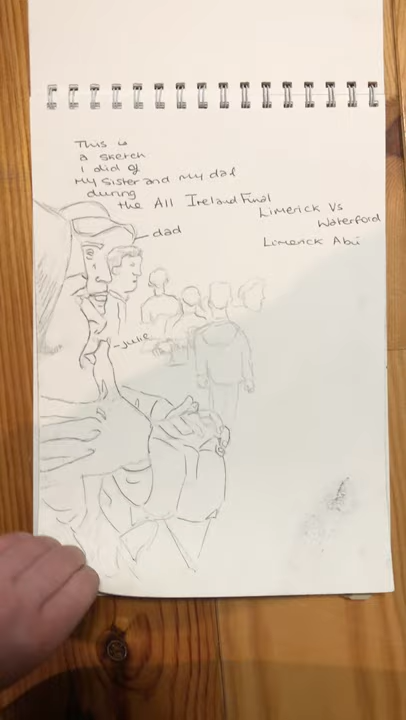 This is
a sketch
I did of
My Sister and my dad
during
the All Ireland Final
Limerick Vs
Waterford
Limerick Abú
dad
Julie